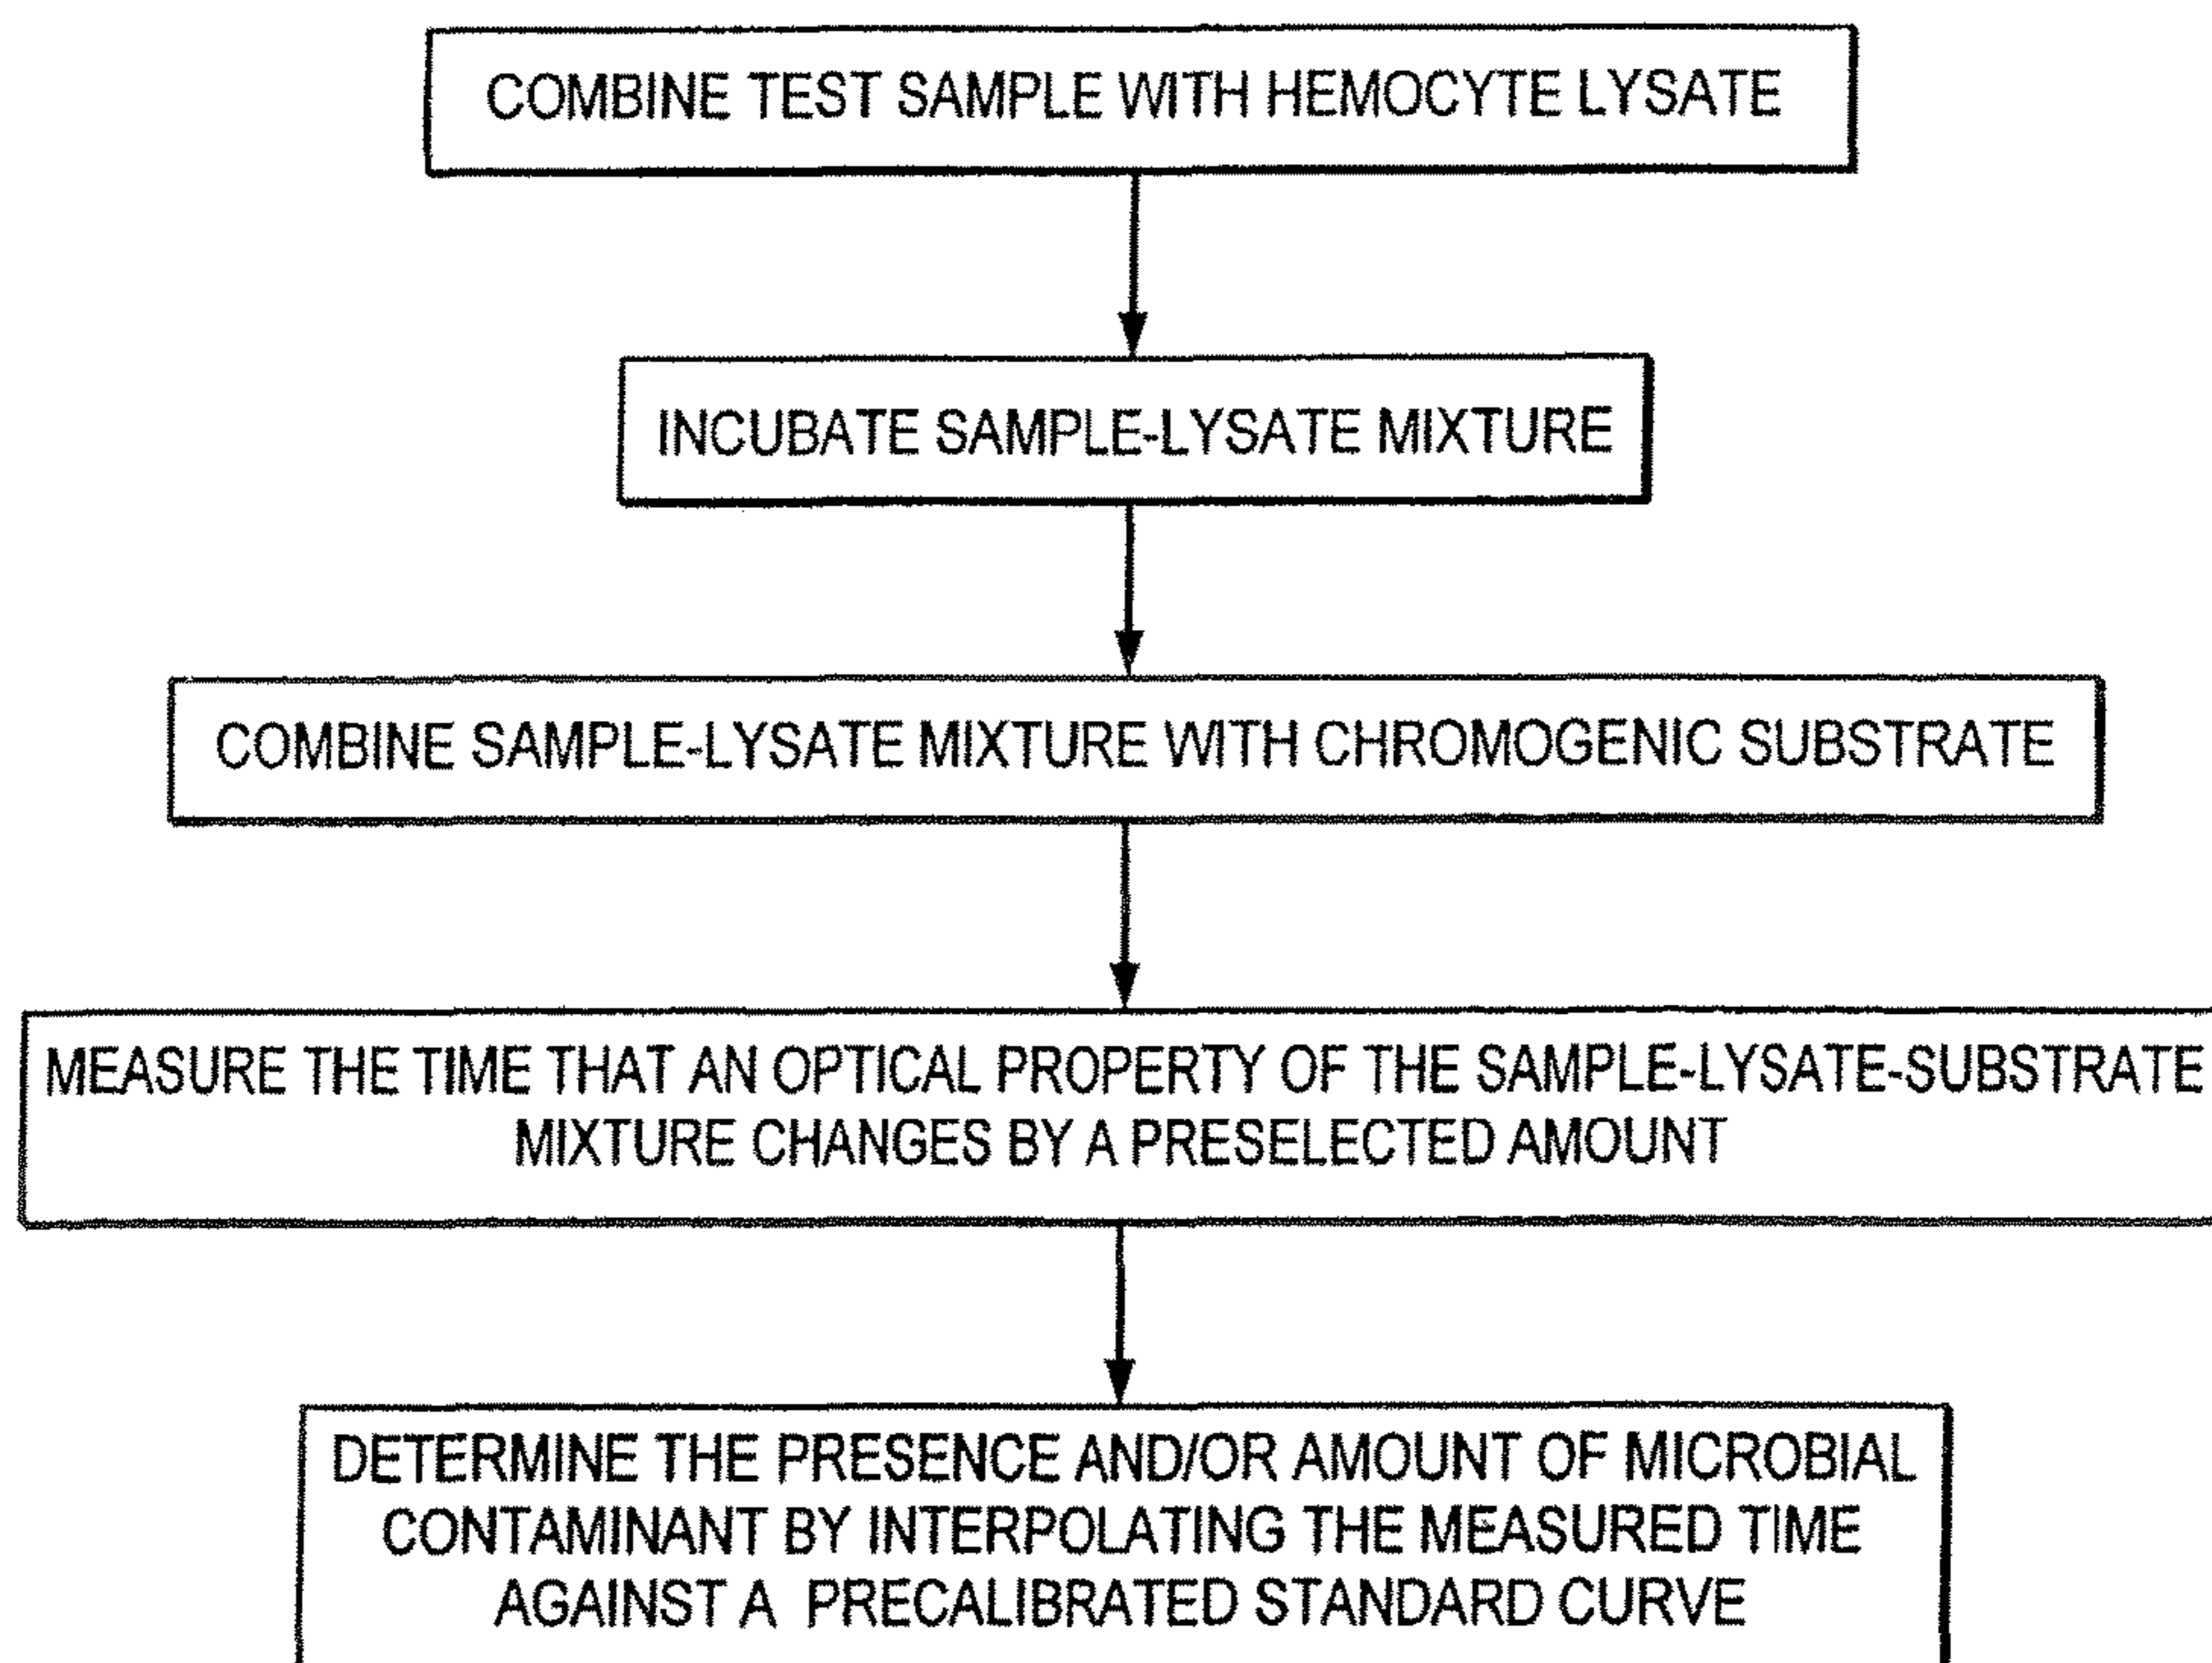 COMBINE TEST SAMPLE WITH HEMOCYTE LYSATE
INCUBATE SAMPLE-LYSATE MIXTURE
COMBINE SAMPLE-LYSATE MIXTURE WITH CHROMOGENIC SUBSTRATE
MEASURE THE TIME THAT AN OPTICAL PROPERTY OF THE SAMPLE-LYSATE-SUBSTRATE
MIXTURE CHANGES BY A PRESELECTED AMOUNT
DETERMINE THE PRESENCE AND/OR AMOUNT OF MICROBIAL
CONTAMINANT BY INTERPOLATING THE MEASURED TIME
AGAINST A PRECALIBRATED STANDARD CURVE